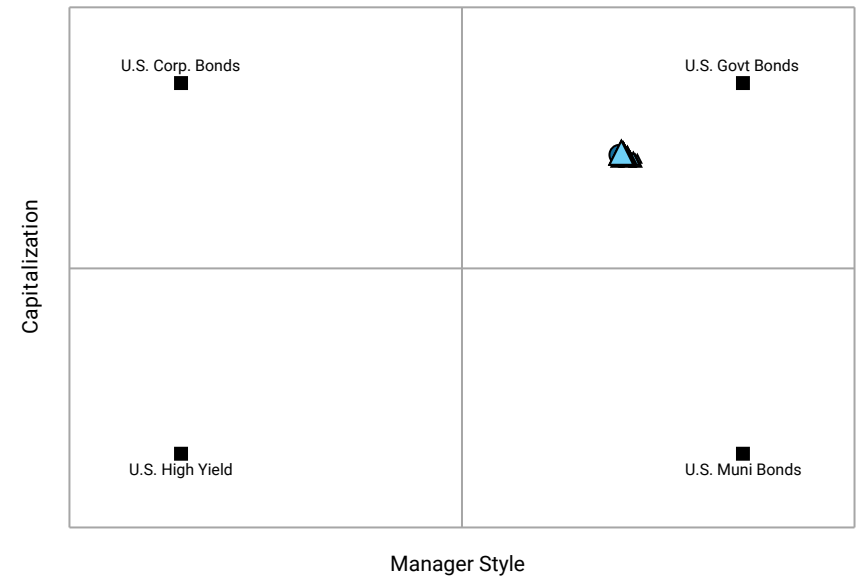 U.S. Corp. Bonds
U.S. Govt Bonds
Capitalization
U.S. High Yield
U.S. Muni Bonds
Manager Style